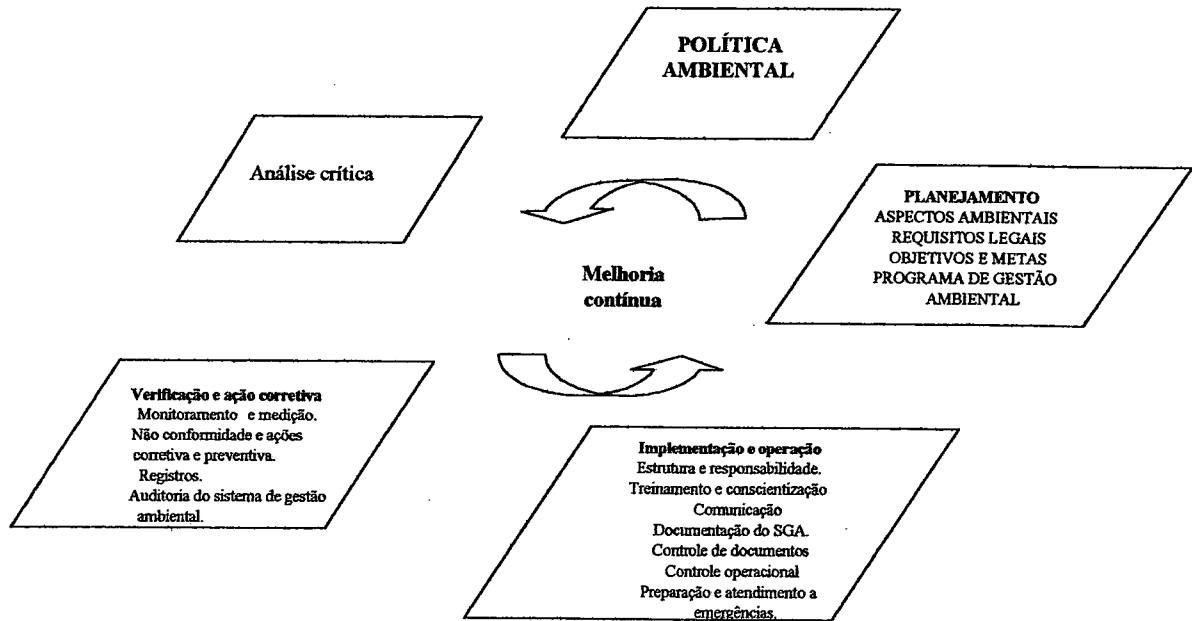 POLÍTICA
AMBIENTAL
Análise crítica
PLANEJAMENTO
ASPECTOS AMBIENTAIS
REQUISITOS LEGAIS
OBJETIVOS E METAS
PROGRAMA DE GESTÃO
AMBIENTAL
Melhoria
contínua
Verificação e ação corretiva
Monitoramento e medição.
Não conformidade e ações
corretiva e preventiva.
Registros.
Auditoria do sistema de gestão
ambiental.
Implementação e operação
Estrutura e responsabilidade.
Treinamento e conscientização
Comunicação
Documentação do SGA.
Controle de documentos
Controle operacional
Preparação e atendimento a
emergências.